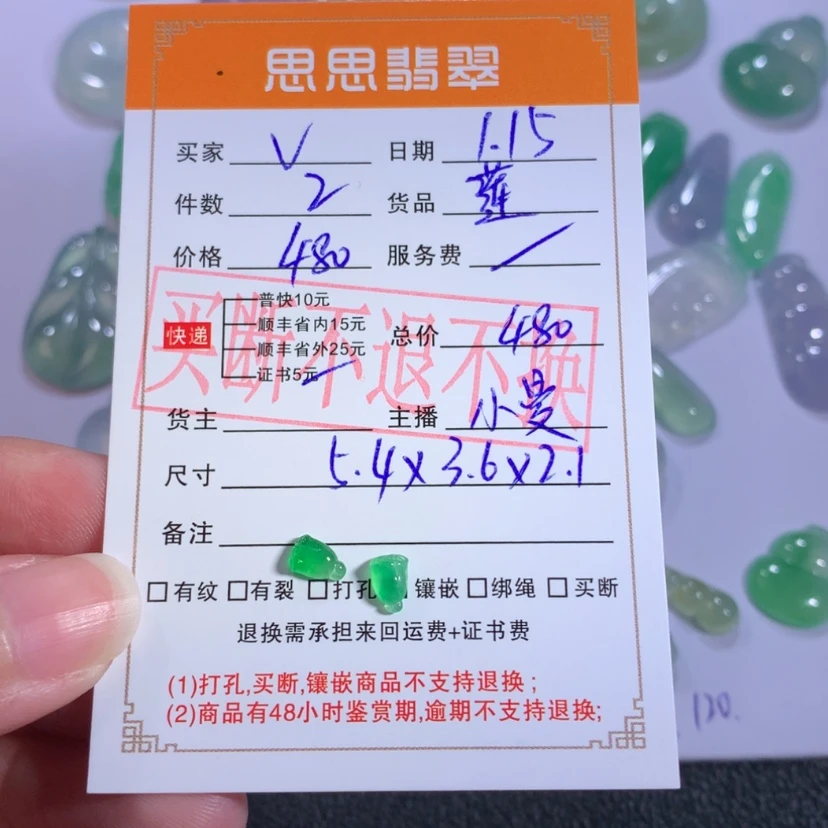 思思翡翠
买家 V 日期 1.15
件数 2 货品 莲
价格 480 服务费 /
快递
普快10元
顺丰省内15元
顺丰省外25元
证书5元
总价 480
买断不退不换
货主 主播 小曼
尺寸 5.4x3.6x2.1
备注
□有纹 □有裂 □打孔 镶嵌 □绑绳 □买断
退换需承担来回运费+证书费
(1)打孔,买断,镶嵌商品不支持退换;
(2)商品有48小时鉴赏期,逾期不支持退换;
120.